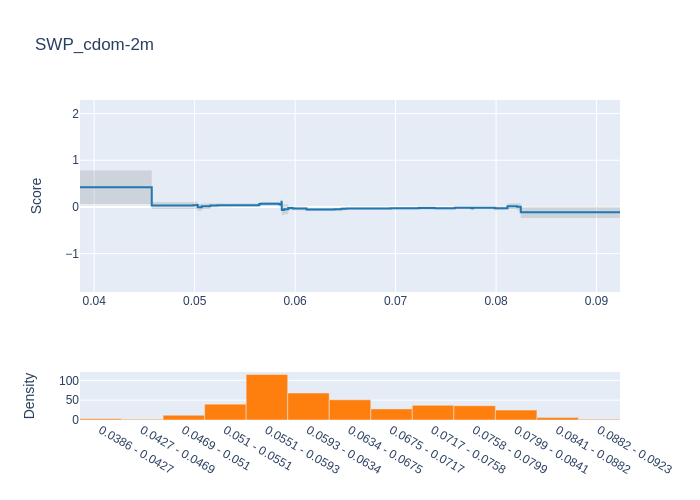 SWP_cdom-2m
2
1
0
−1
Score
0.04
0.05
0.06
0.07
0.08
0.09
100
50
0
Density
0.0386 - 0.0427
0.0427 - 0.0469
0.0469 - 0.051
0.051 - 0.0551
0.0551 - 0.0593
0.0593 - 0.0634
0.0634 - 0.0675
0.0675 - 0.0717
0.0717 - 0.0758
0.0758 - 0.0799
0.0799 - 0.0841
0.0841 - 0.0882
0.0882 - 0.0923